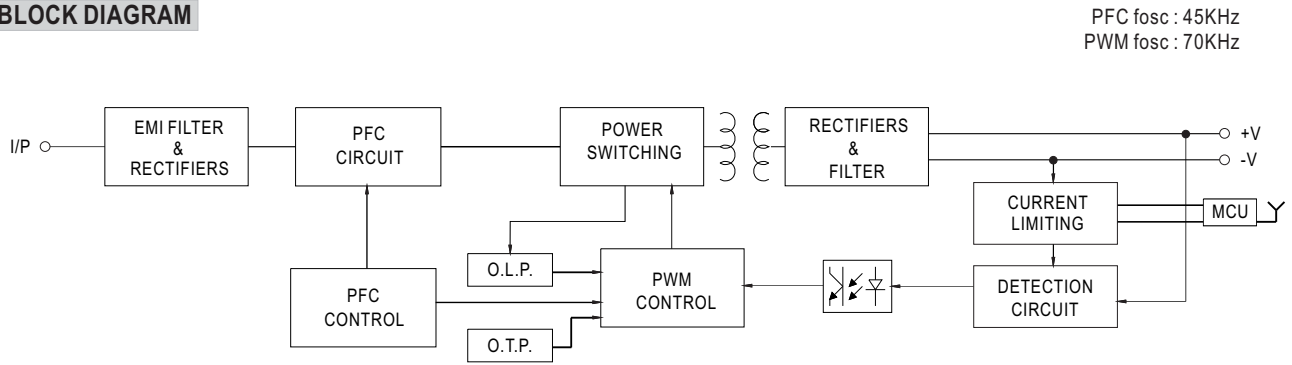 BLOCK DIAGRAM
PFC fosc : 45KHz
PWM fosc : 70KHz
I/P
EMI FILTER
&
RECTIFIERS
PFC
CIRCUIT
POWER
SWITCHING
RECTIFIERS
&
FILTER
+V
-V
CURRENT
LIMITING
MCU
O.L.P.
PFC
CONTROL
PWM
CONTROL
DETECTION
CIRCUIT
O.T.P.